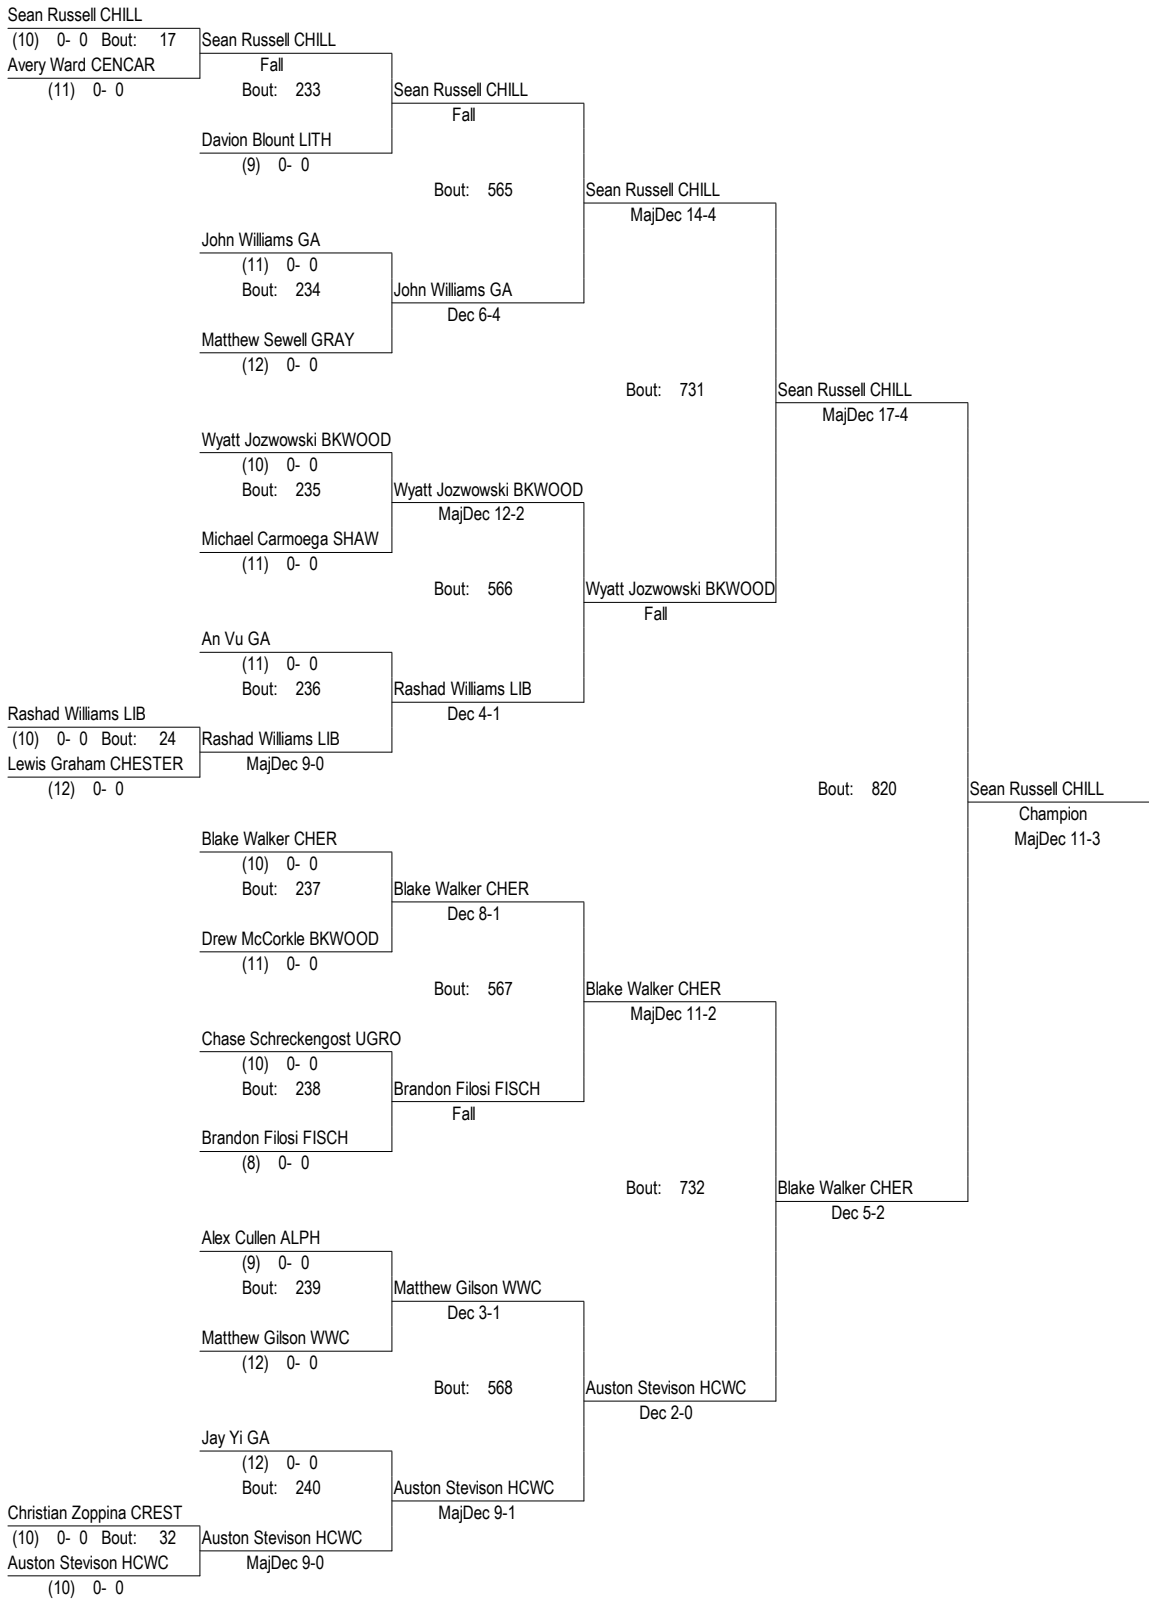 Sean Russell CHILL
(10) 0- 0 Bout: 17
Sean Russell CHILL
Avery Ward CENCAR
Fall
(11) 0- 0
Bout: 233
Sean Russell CHILL
Fall
Davion Blount LITH
(9) 0- 0
Bout: 565
Sean Russell CHILL
MajDec 14-4
John Williams GA
(11) 0- 0
Bout: 234
John Williams GA
Dec 6-4
Matthew Sewell GRAY
(12) 0- 0
Bout: 731
Sean Russell CHILL
MajDec 17-4
Wyatt Jozwowski BKWOOD
(10) 0- 0
Bout: 235
Wyatt Jozwowski BKWOOD
MajDec 12-2
Michael Carmoega SHAW
(11) 0- 0
Bout: 566
Wyatt Jozwowski BKWOOD
Fall
An Vu GA
(11) 0- 0
Bout: 236
Rashad Williams LIB
Dec 4-1
Rashad Williams LIB
(10) 0- 0 Bout: 24
Rashad Williams LIB
Lewis Graham CHESTER
MajDec 9-0
(12) 0- 0
Bout: 820
Sean Russell CHILL
Champion
MajDec 11-3
Blake Walker CHER
(10) 0- 0
Bout: 237
Blake Walker CHER
Dec 8-1
Drew McCorkle BKWOOD
(11) 0- 0
Bout: 567
Blake Walker CHER
MajDec 11-2
Chase Schreckengost UGRO
(10) 0- 0
Bout: 238
Brandon Filosi FISCH
Fall
Brandon Filosi FISCH
(8) 0- 0
Bout: 732
Blake Walker CHER
Dec 5-2
Alex Cullen ALPH
(9) 0- 0
Bout: 239
Matthew Gilson WWC
Dec 3-1
Matthew Gilson WWC
(12) 0- 0
Bout: 568
Auston Stevison HCWC
Dec 2-0
Jay Yi GA
(12) 0- 0
Bout: 240
Auston Stevison HCWC
MajDec 9-1
Christian Zoppina CREST
(10) 0- 0 Bout: 32
Auston Stevison HCWC
Auston Stevison HCWC
MajDec 9-0
(10) 0- 0